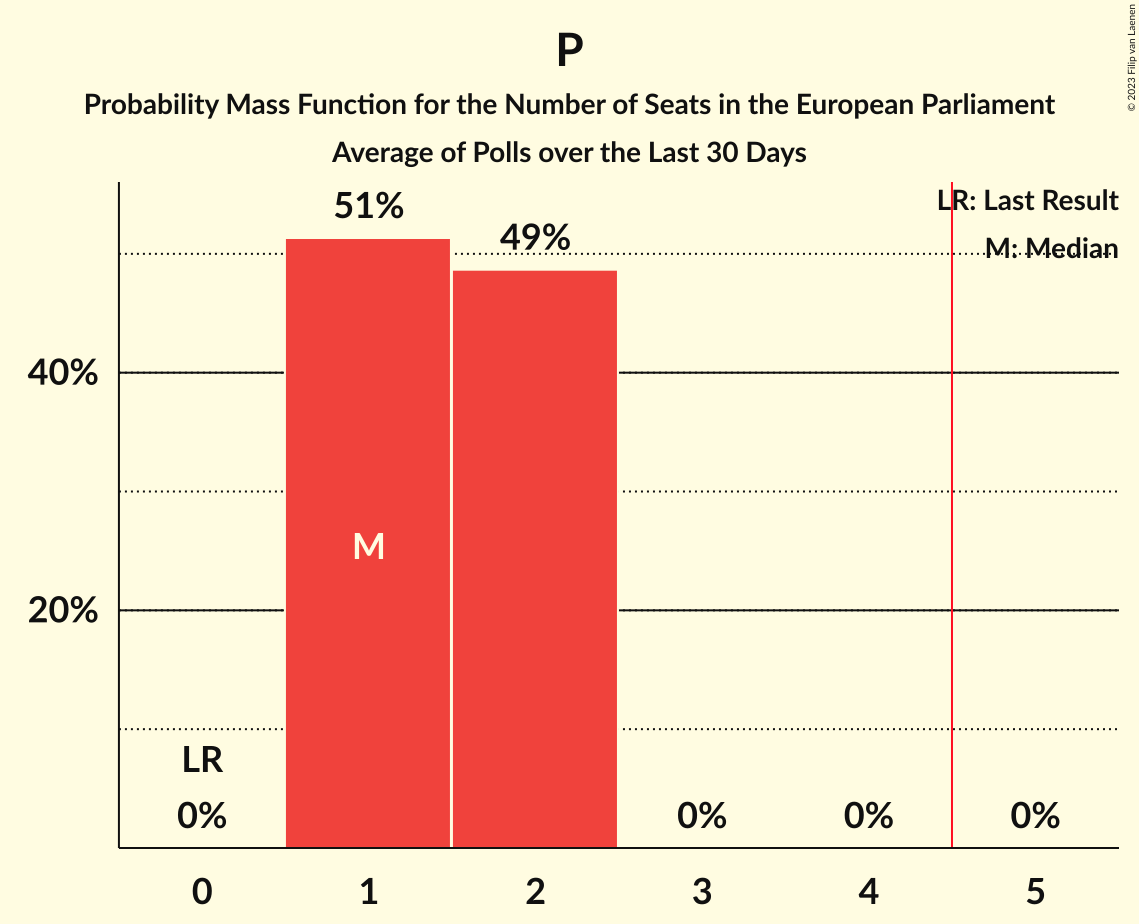 P
Probability Mass Function for the Number of Seats in the European Parliament
Average of Polls over the Last 30 Days
© 2023 Filip van Laenen
LR: Last Result
M: Median
51%
49%
40%
20%
M
LR
0%
0%
0%
0%
0 1 2 3 4 5